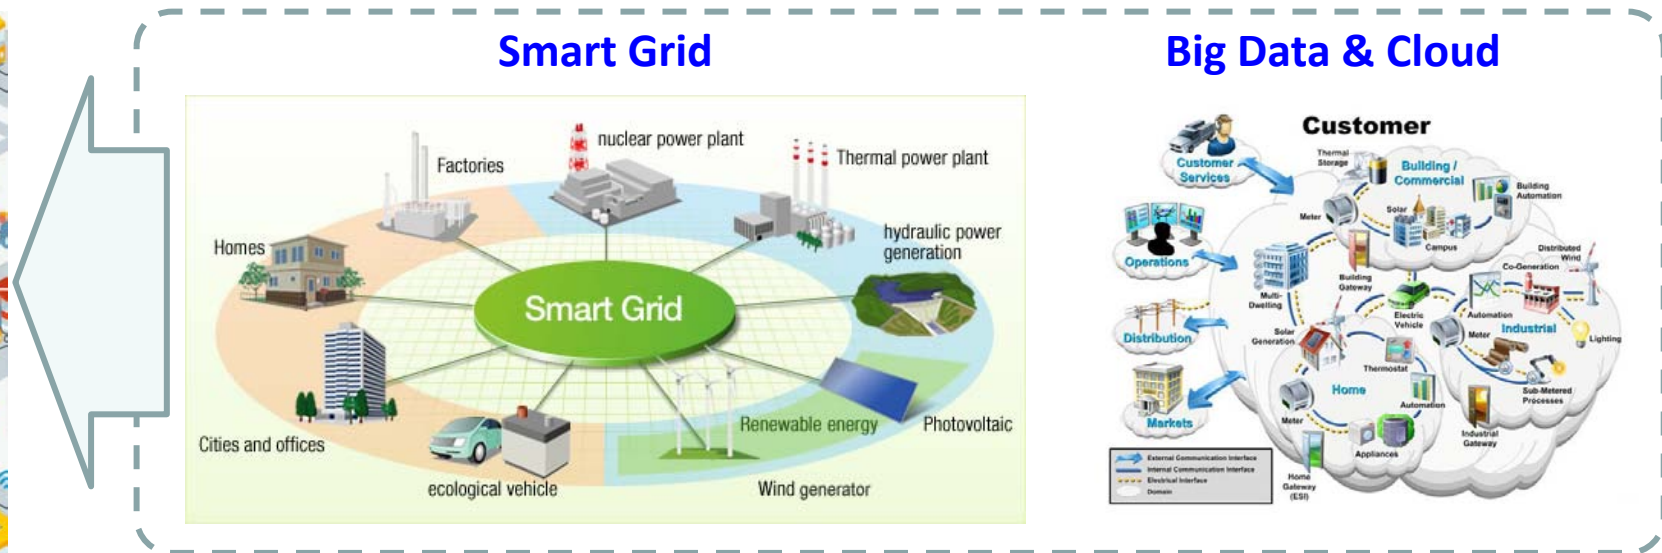 Smart Grid
Big Data & Cloud
nuclear power plant
Factories
Thermal power plant
Homes
hydraulic power
generation
Smart Grid
Renewable energy
Photovoltaic
Cities and offices
ecological vehicle
Wind generator
Customer
Customer
Services
Thermal
Storage
Building /
Commercial
Building
Automation
Meter
Solar
Campus
Operations
Multi-
Dwelling
Building
Gateway
Distributed
Wind
Co-Generation
Electric
Vehicle
Automation
Distribution
Solar
Generation
Meter
Industrial
Lighting
Thermostat
Home
Automation
Sub-Metered
Processes
Markets
Meter
Appliances
Industrial
Gateway
Home
Gateway
(ESI)
External Communication Interface
Internal Communication Interface
Electrical Interface
Domain